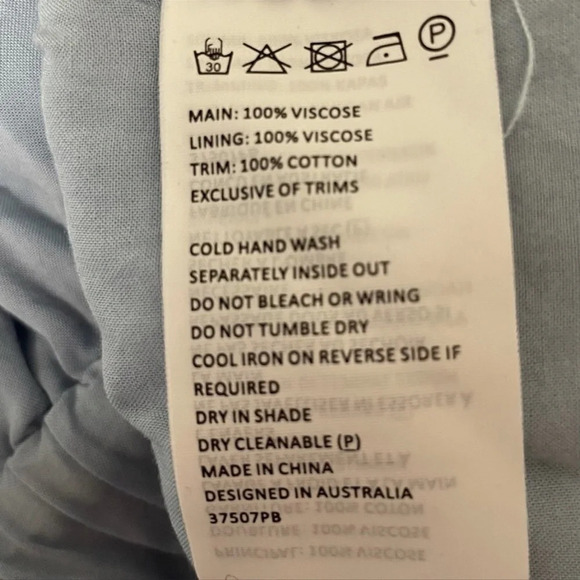 30 P
MAIN: 100% VISCOSE
LINING: 100% VISCOSE
TRIM: 100% COTTON
EXCLUSIVE OF TRIMS
COLD HAND WASH
SEPARATELY INSIDE OUT
DO NOT BLEACH OR WRING
DO NOT TUMBLE DRY
COOL IRON ON REVERSE SIDE IF
REQUIRED
DRY IN SHADE
DRY CLEANABLE (P)
MADE IN CHINA
DESIGNED IN AUSTRALIA
37507PB